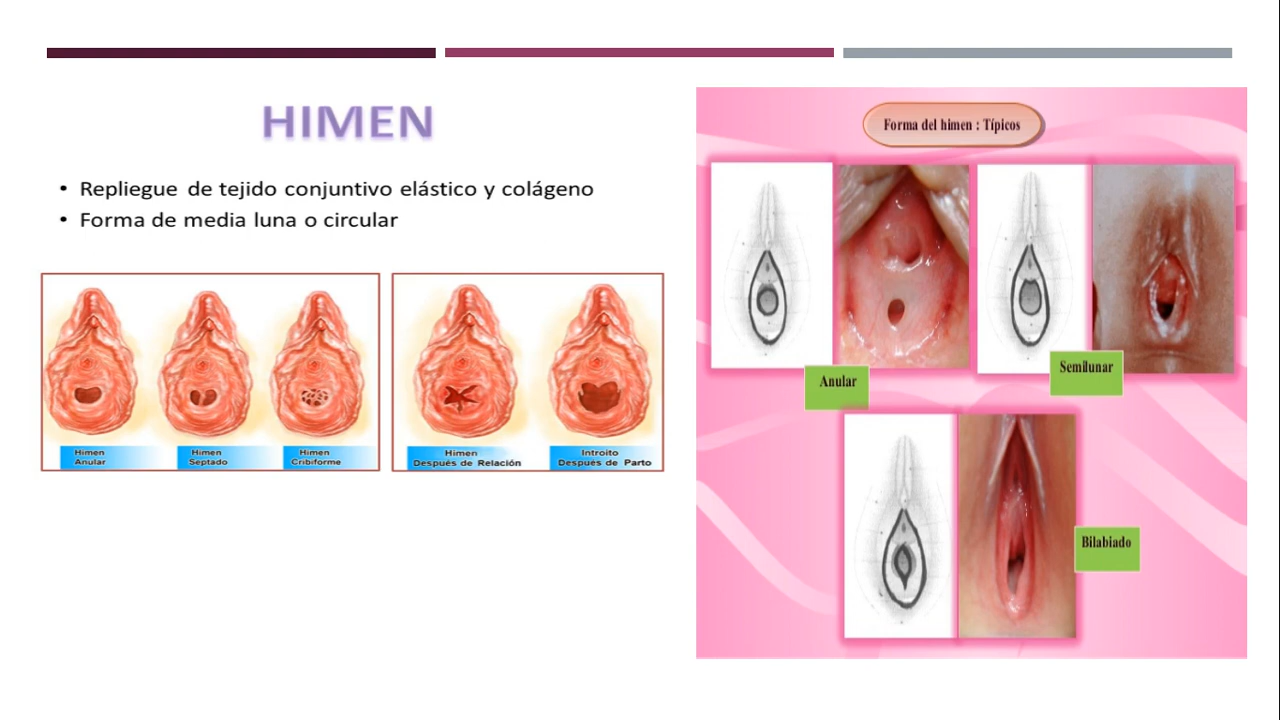 HIMEN
• Repliegue de tejido conjuntivo elástico y colágeno
• Forma de media luna o circular
Himen
Anular
Himen
Septado
Himen
Cribiforme
Himen
Después de Relación
Introito
Después de Parto
Forma del himen : Típicos
Anular
Semilunar
Bilabiado